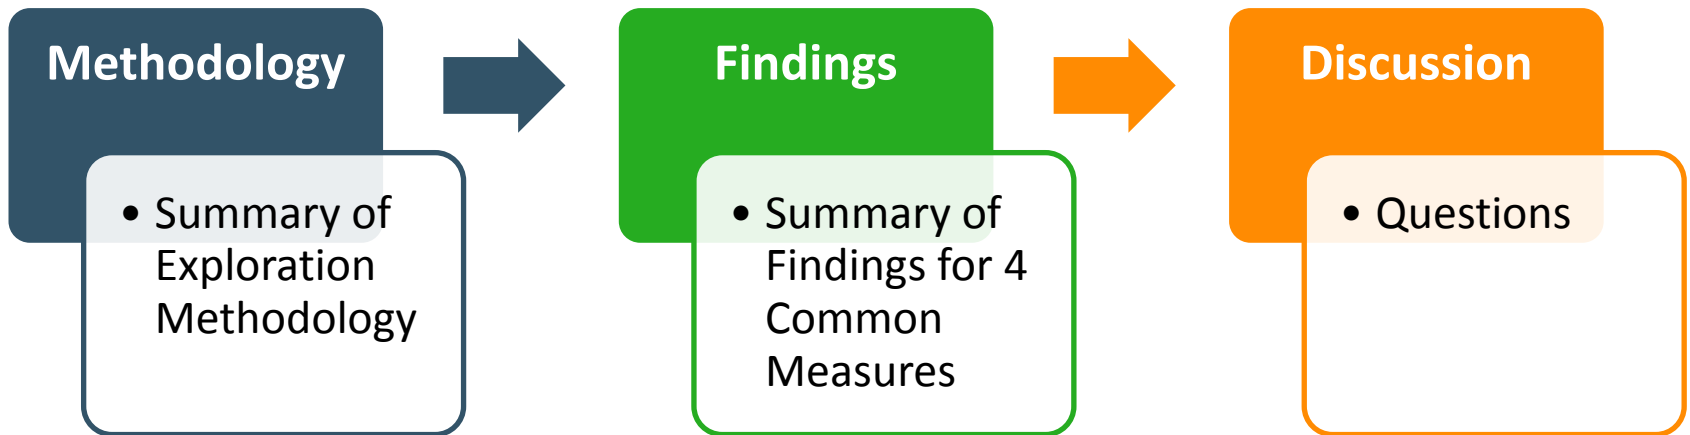 Methodology
• Summary of
Exploration
Methodology
Findings
• Summary of
Findings for 4
Common
Measures
Discussion
• Questions